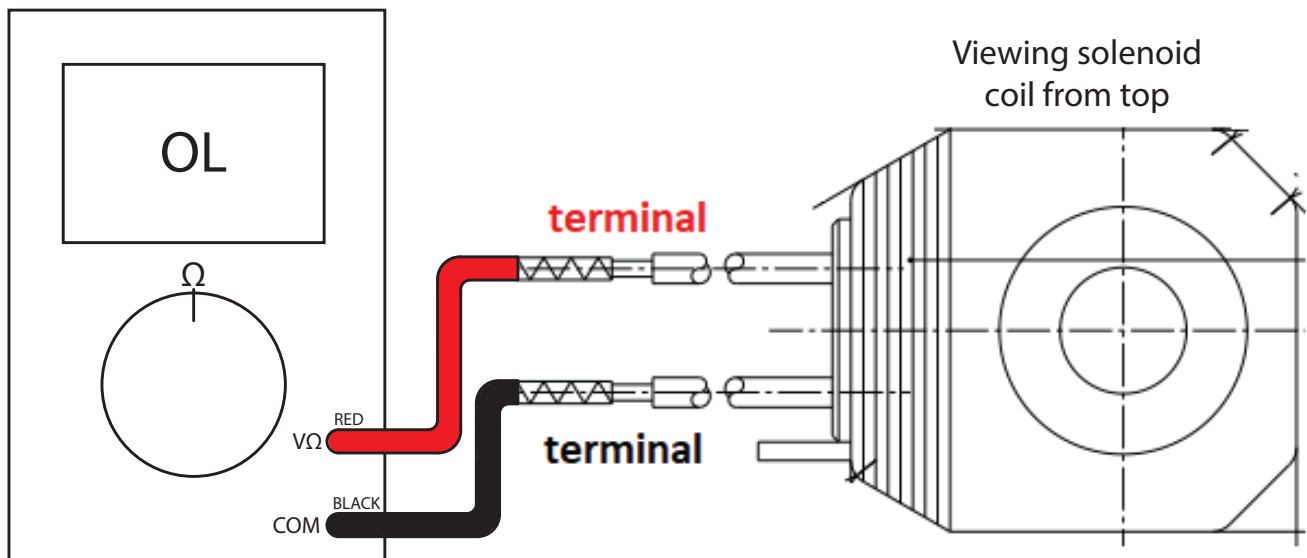 Viewing solenoid
coil from top
OL
terminal
Ω
RED
VΩ
terminal
BLACK
COM